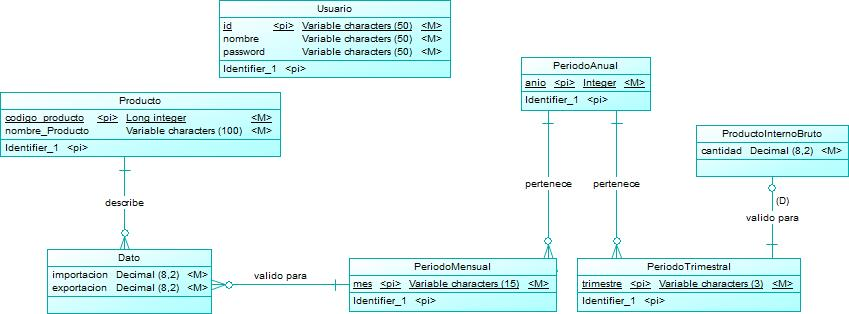 Usuario
id <pi> Variable characters (50) <M>
nombre Variable characters (50) <M>
password Variable characters (50) <M>
Identifier_1 <pi>
PeriodoAnual
anio <pi> Integer <M>
Identifier_1 <pi>
Producto
codigo_producto <pi> Long integer <M>
nombre_Producto Variable characters (100) <M>
Identifier_1 <pi>
ProductoInternoBruto
cantidad Decimal (8,2) <M>
describe
pertenece
pertenece
(D)
valido para
Dato
importacion Decimal (8,2) <M>
exportacion Decimal (8,2) <M>
valido para
PeriodoMensual
mes <pi> Variable characters (15) <M>
Identifier_1 <pi>
PeriodoTrimestral
trimestre <pi> Variable characters (3) <M>
Identifier_1 <pi>